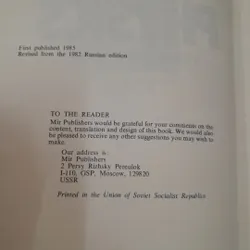 First published 1985
Revised from the 1982 Russian edition
TO THE READER
Mir Publishers would be grateful for your comments on the
content, translation and design of this book. We would also
be pleased to receive any other suggestions you may wish to
make.
Our address is:
Mir Publishers
2 Pervy Rizhsky Pereulok
I-110, GSP, Moscow, 129820
USSR
Printed in the Union of Soviet Socialist Republics